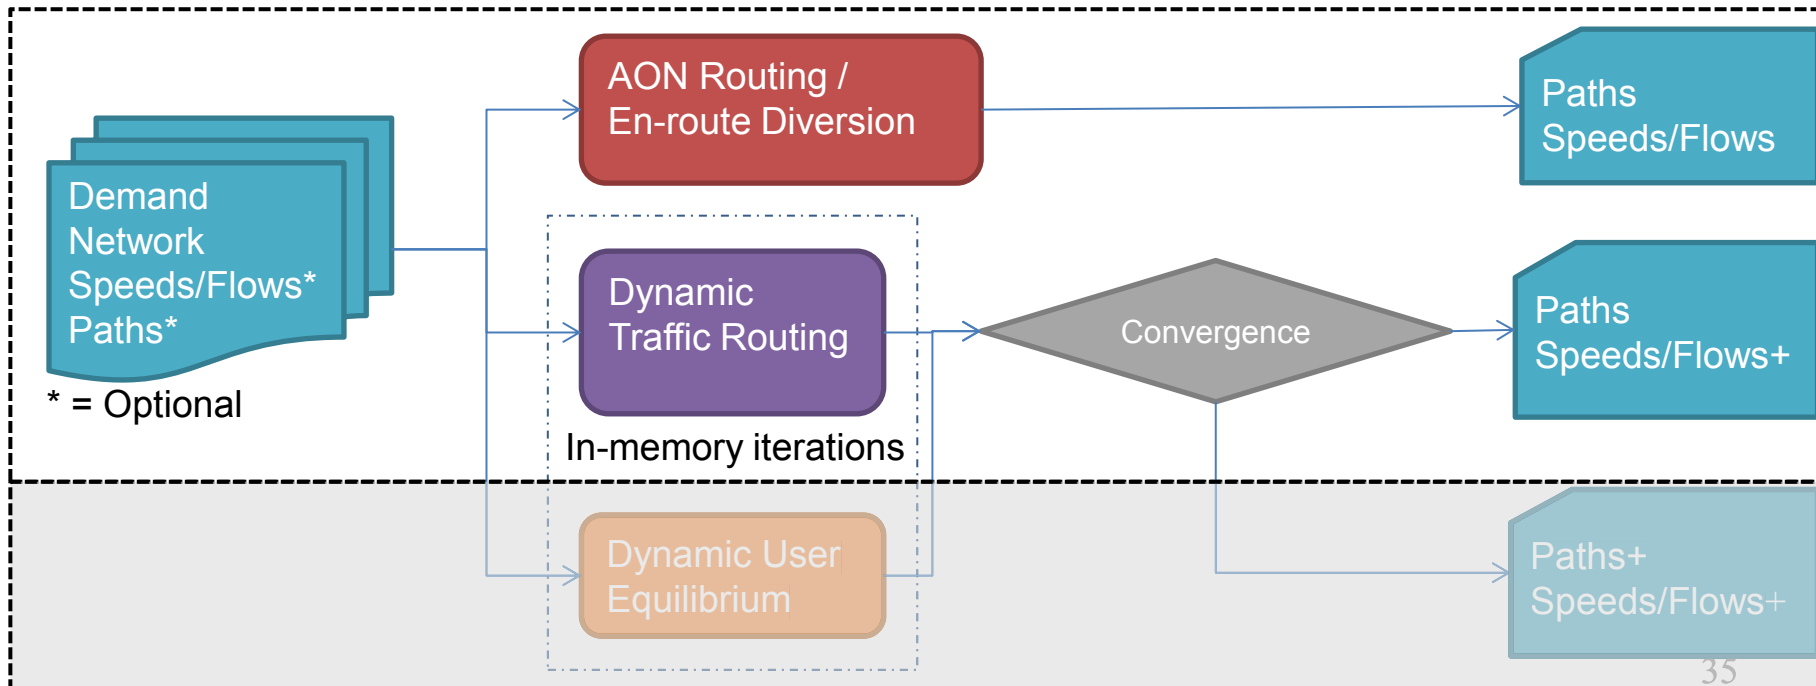 Demand
Network
Speeds/Flows*
Paths*
* = Optional
AON Routing /
En-route Diversion
Paths
Speeds/Flows
Dynamic
Traffic Routing
In-memory iterations
Convergence
Paths
Speeds/Flows+
Dynamic User
Equilibrium
Paths+
Speeds/Flows+
35